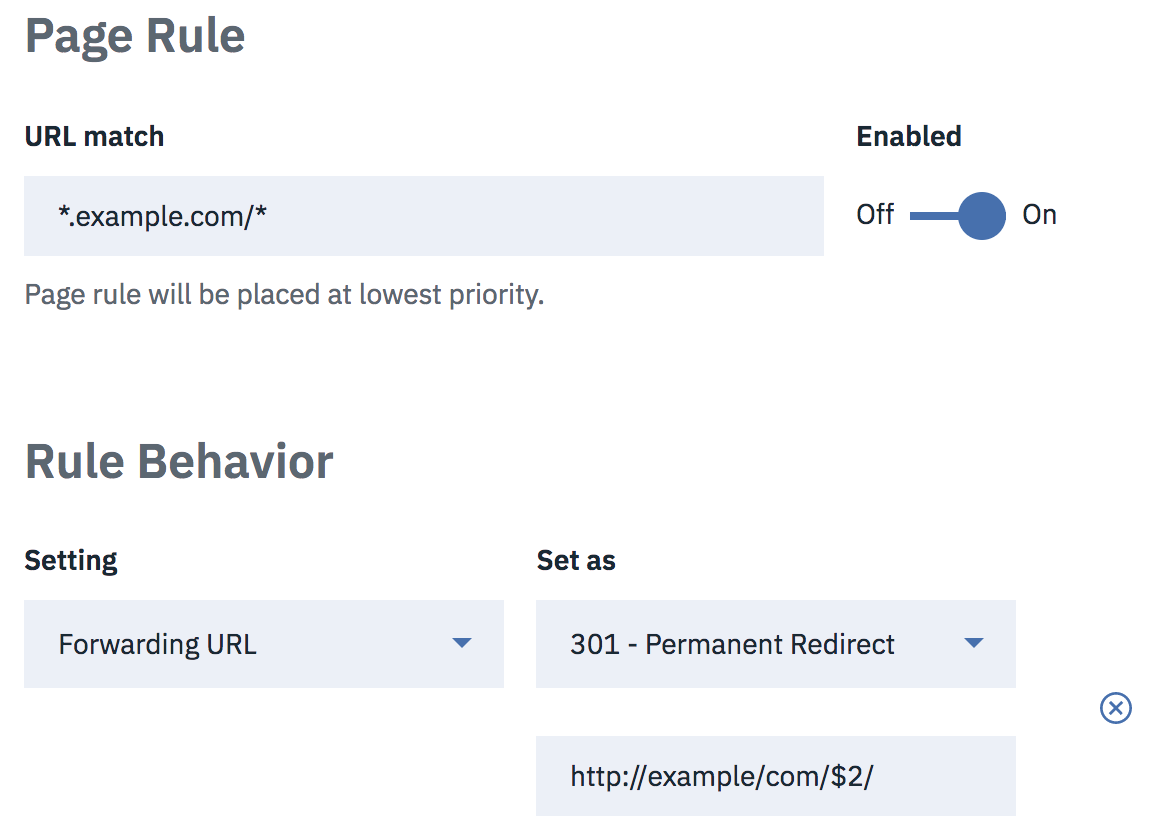 Page Rule
URL match
Enabled
*.example.com/*
Off On
Page rule will be placed at lowest priority.
Rule Behavior
Setting
Set as
Forwarding URL
301 - Permanent Redirect
http://example/com/$2/